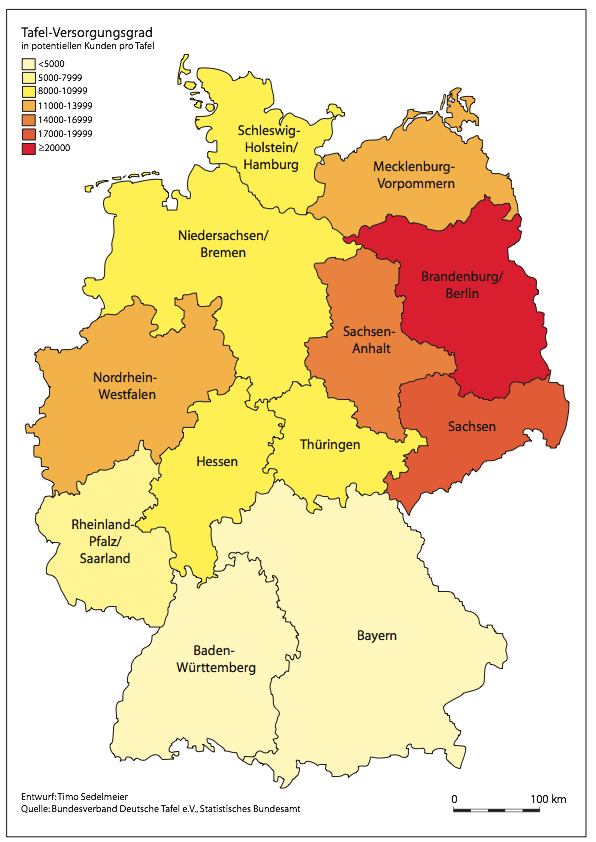 Tafel-Versorgungsgrad
in potentiellen Kunden pro Tafel
<5000
5000-7999
8000-10999
11000-13999
14000-16999
17000-19999
≥20000
Schleswig-
Holstein/
Hamburg
Mecklenburg-
Vorpommern
Niedersachsen/
Bremen
Brandenburg/
Berlin
Sachsen-
Anhalt
Nordrhein-
Westfalen
Sachsen
Thüringen
Hessen
Rheinland-
Pfalz/
Saarland
Bayern
Baden-
Württemberg
Entwurf: Timo Sedelmeier
Quelle: Bundesverband Deutsche Tafel e.V., Statistisches Bundesamt
0 100 km